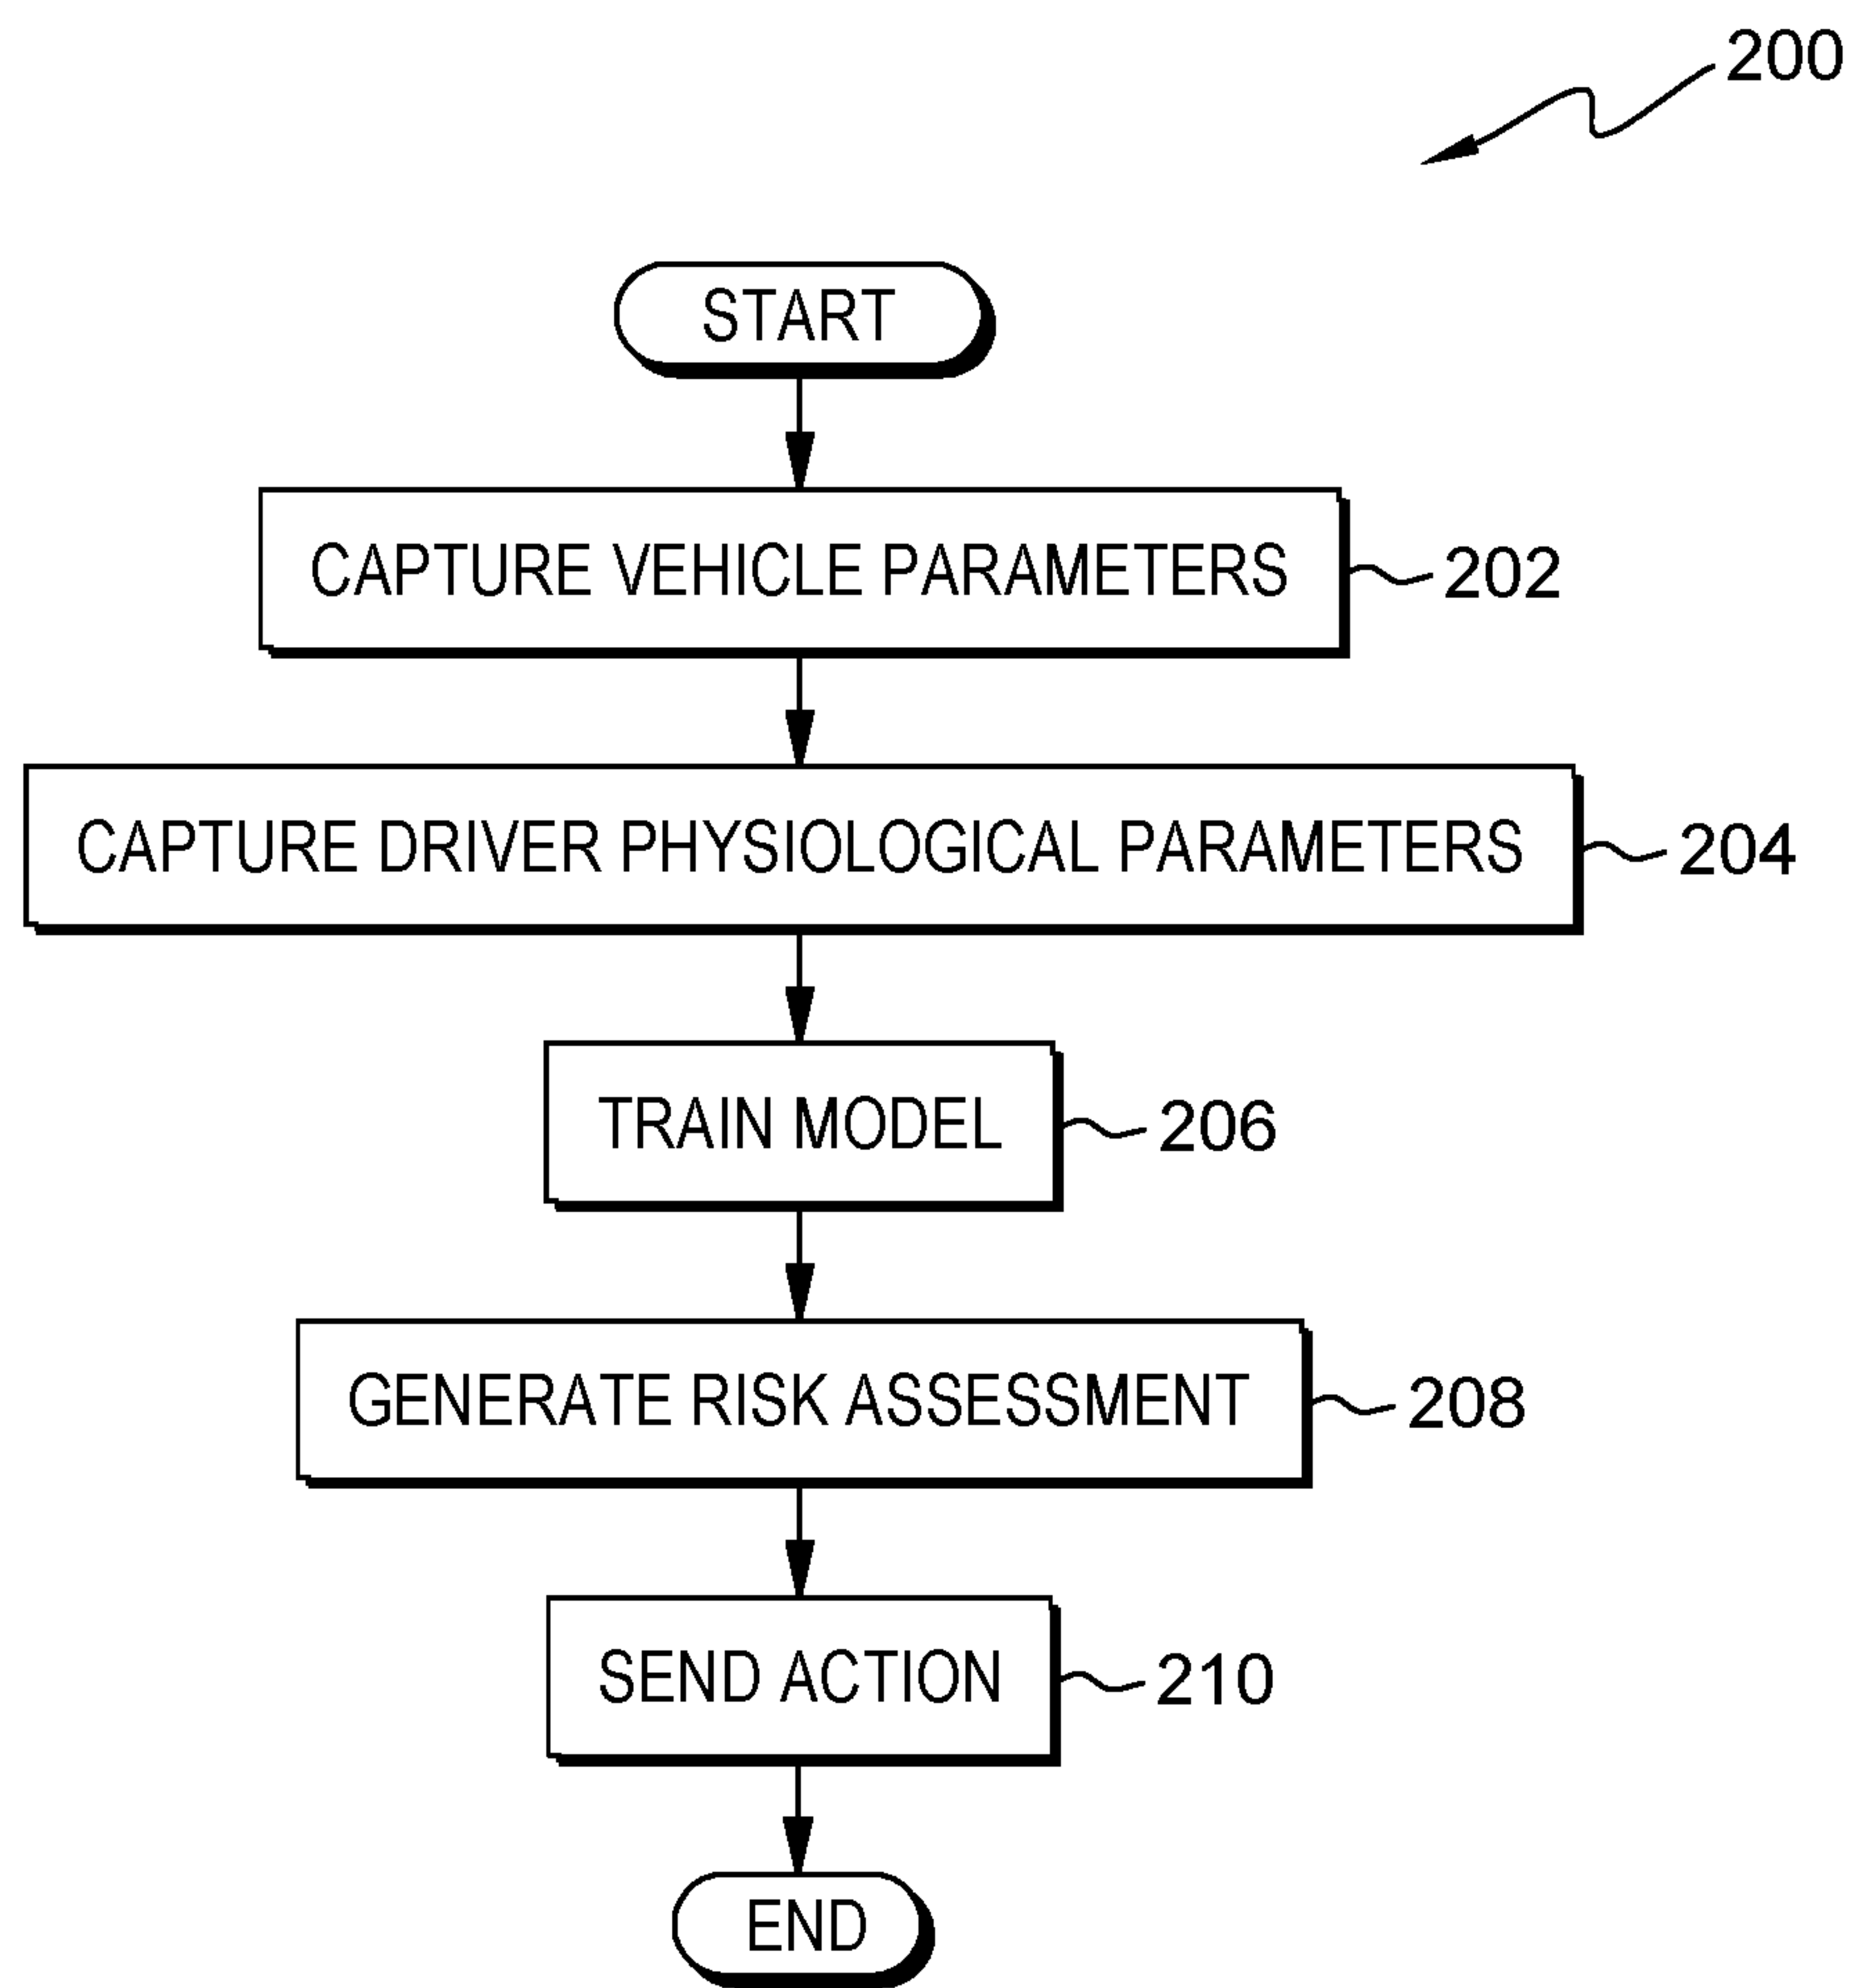 200
START
CAPTURE VEHICLE PARAMETERS
202
CAPTURE DRIVER PHYSIOLOGICAL PARAMETERS
204
TRAIN MODEL
206
GENERATE RISK ASSESSMENT
208
SEND ACTION
210
END